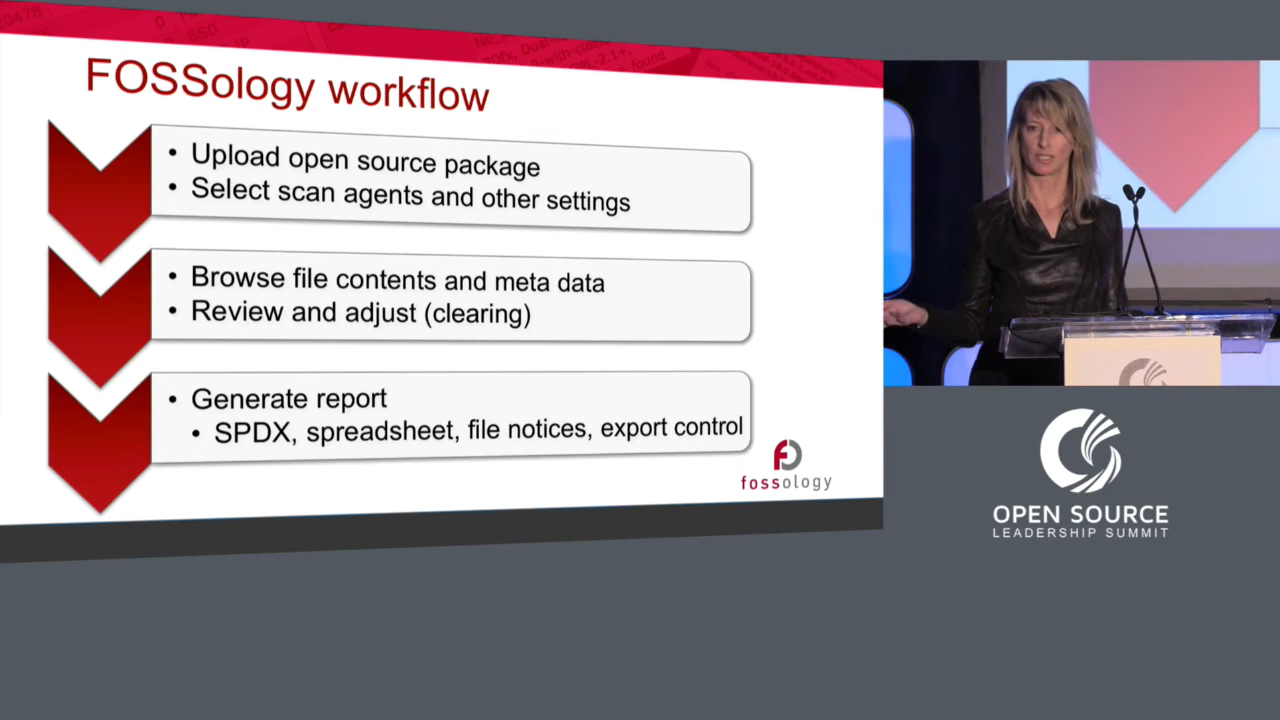 FOSSology workflow
• Upload open source package
• Select scan agents and other settings
• Browse file contents and meta data
• Review and adjust (clearing)
• Generate report
• SPDX, spreadsheet, file notices, export control
fossology
OPEN SOURCE
LEADERSHIP SUMMIT